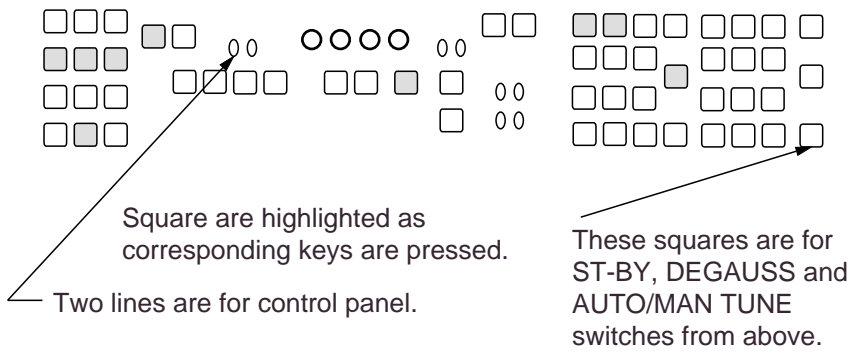 Square are highlighted as
corresponding keys are pressed.
Two lines are for control panel.
These squares are for
ST-BY, DEGAUSS and
AUTO/MAN TUNE
switches from above.